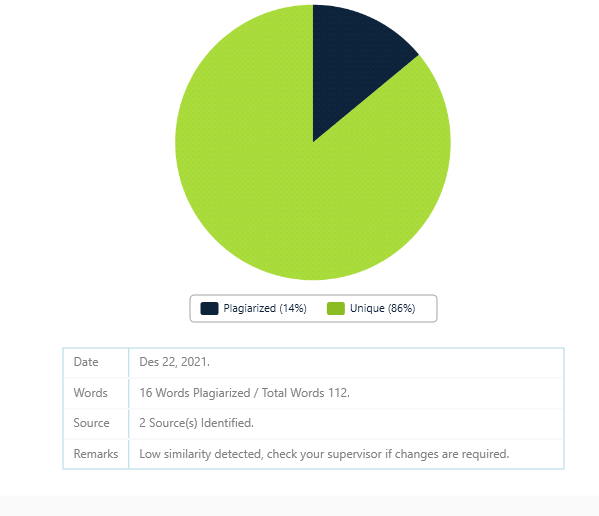 Plagiarized (14%) Unique (86%)
Date Des 22, 2021.
Words 16 Words Plagiarized / Total Words 112.
Source 2 Source(s) Identified.
Remarks Low similarity detected, check your supervisor if changes are required.